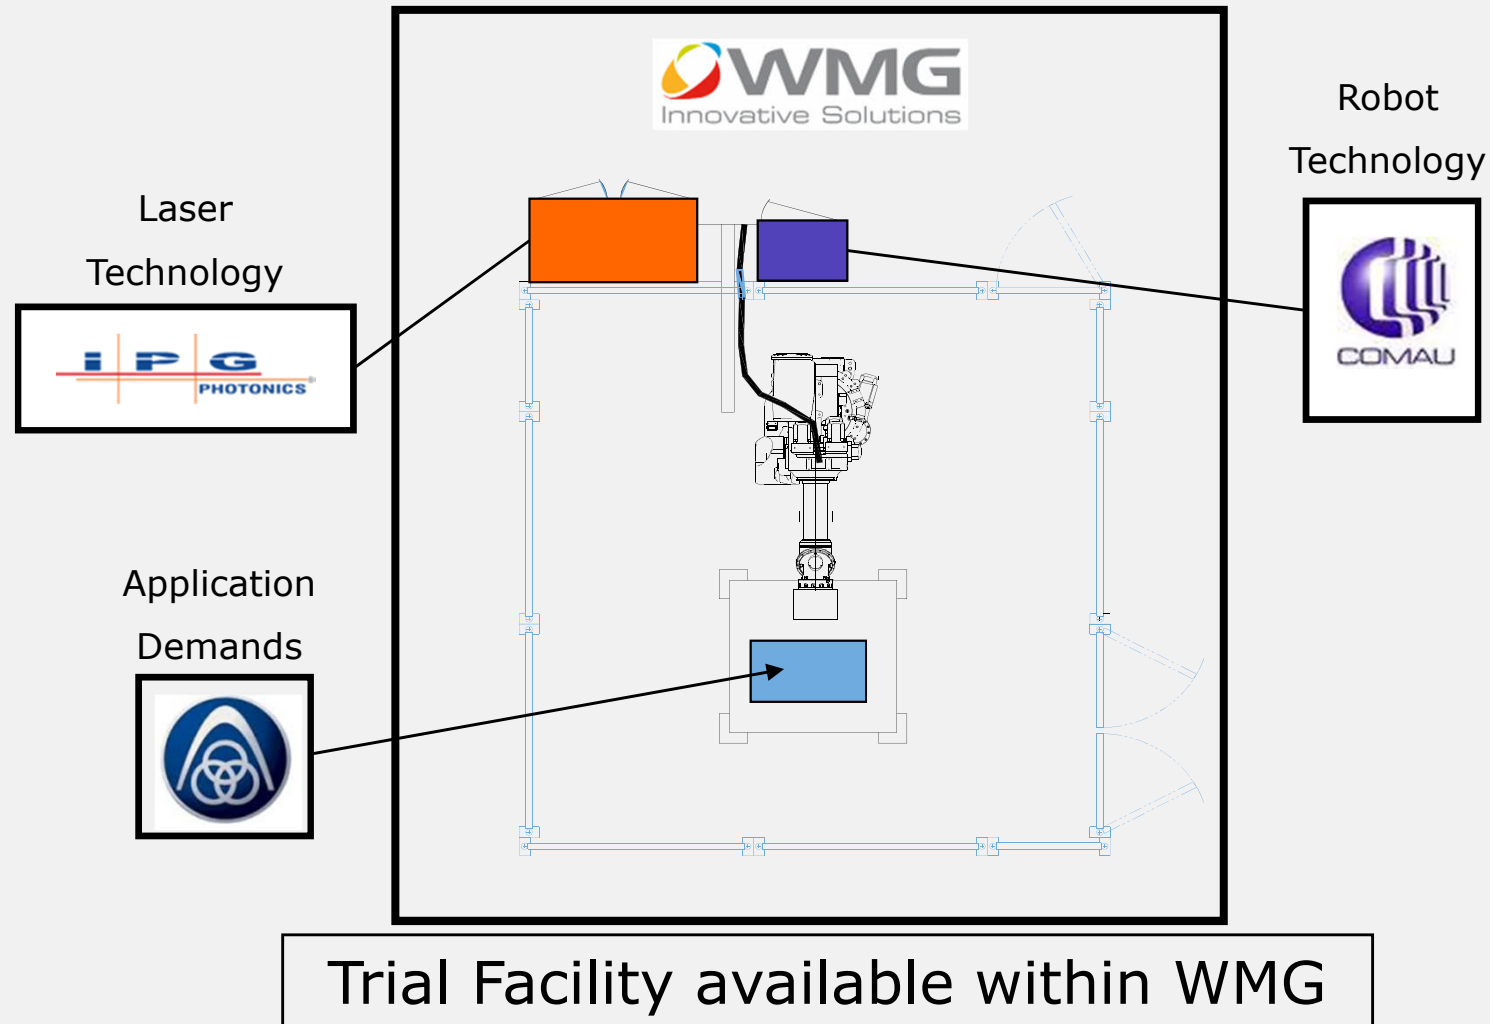 WMG
Innovative Solutions
Robot
Technology
COMAU
Laser
Technology
IPG
PHOTONICS
Application
Demands
Trial Facility available within WMG